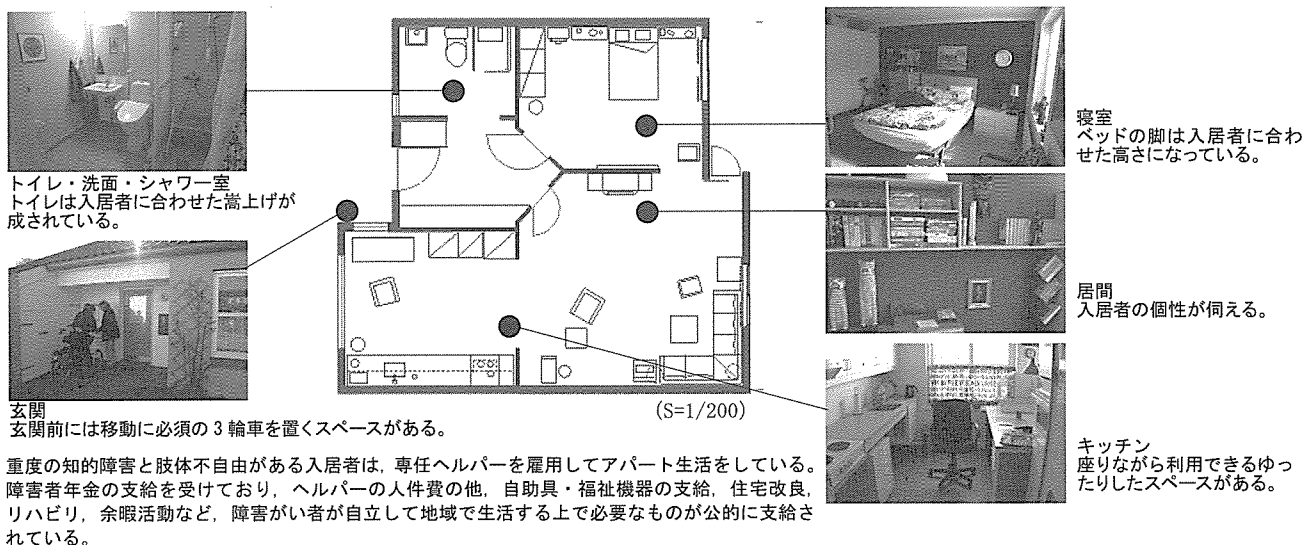 トイレ・洗面・シャワー室
トイレは入居者に合わせた嵩上げが
成されている。
玄関
玄関前には移動に必須の3輪車を置くスペースがある。
(S=1/200)
寝室
ベッドの脚は入居者に合わ
せた高さになっている。
居間
入居者の個性が伺える。
キッチン
座りながら利用できるゆっ
たりしたスペースがある。
重度の知的障害と肢体不自由がある入居者は，専任ヘルパーを雇用してアパート生活をしている。
障害者年金の支給を受けており，ヘルパーの人件費の他，自助具・福祉機器の支給，住宅改良，
リハビリ，余暇活動など，障害がい者が自立して地域で生活する上で必要なものが公的に支給さ
れている。